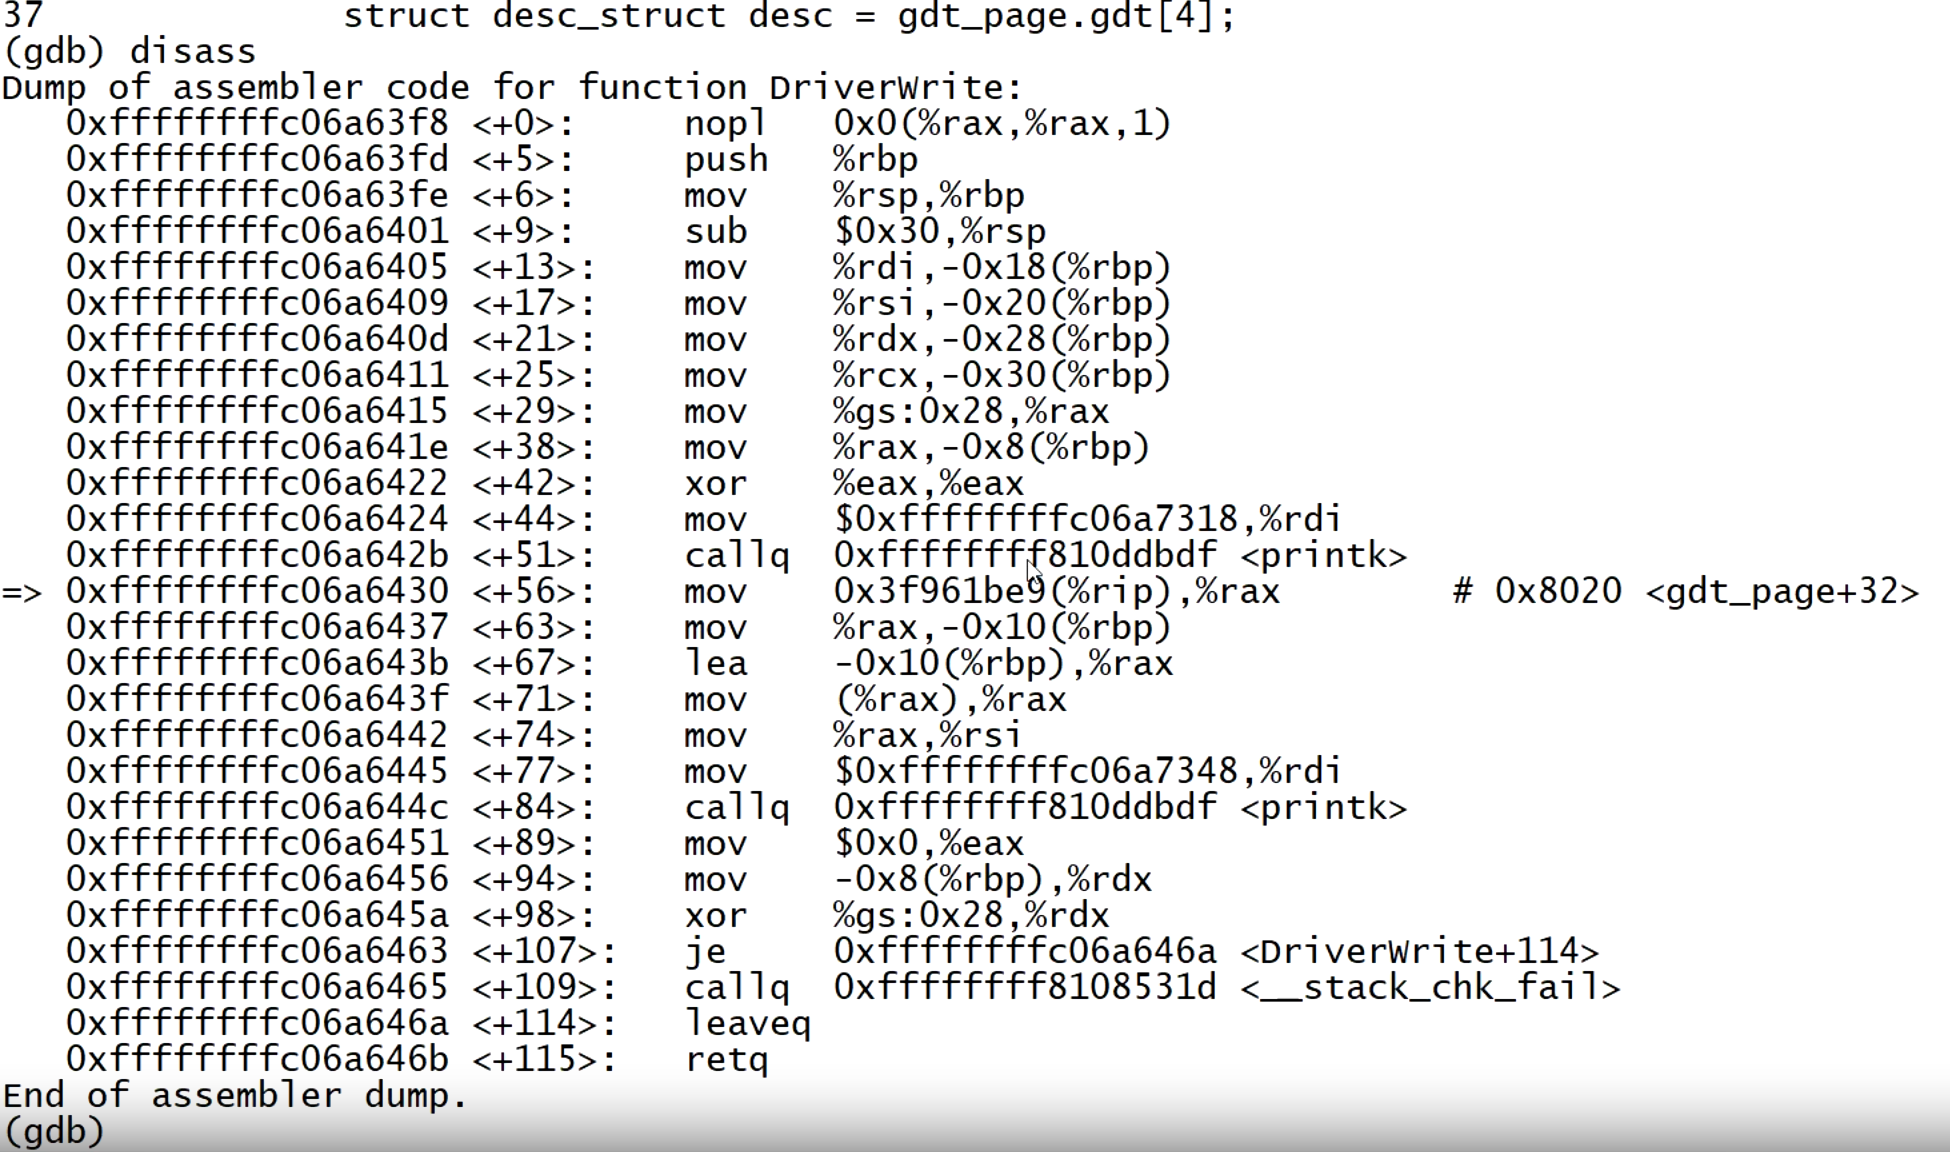 37              struct desc_struct desc = gdt_page.gdt[4];
(gdb) disass
Dump of assembler code for function DriverWrite:
   0xffffffffc06a63f8 <+0>:     nopl   0x0(%rax,%rax,1)
   0xffffffffc06a63fd <+5>:     push   %rbp
   0xffffffffc06a63fe <+6>:     mov    %rsp,%rbp
   0xffffffffc06a6401 <+9>:     sub    $0x30,%rsp
   0xffffffffc06a6405 <+13>:    mov    %rdi,-0x18(%rbp)
   0xffffffffc06a6409 <+17>:    mov    %rsi,-0x20(%rbp)
   0xffffffffc06a640d <+21>:    mov    %rdx,-0x28(%rbp)
   0xffffffffc06a6411 <+25>:    mov    %rcx,-0x30(%rbp)
   0xffffffffc06a6415 <+29>:    mov    %gs:0x28,%rax
   0xffffffffc06a641e <+38>:    mov    %rax,-0x8(%rbp)
   0xffffffffc06a6422 <+42>:    xor    %eax,%eax
   0xffffffffc06a6424 <+44>:    mov    $0xffffffffc06a7318,%rdi
   0xffffffffc06a642b <+51>:    callq  0xffffffff810ddbdf <printk>
=> 0xffffffffc06a6430 <+56>:    mov    0x3f961be9(%rip),%rax        # 0x8020 <gdt_page+32>
   0xffffffffc06a6437 <+63>:    mov    %rax,-0x10(%rbp)
   0xffffffffc06a643b <+67>:    lea    -0x10(%rbp),%rax
   0xffffffffc06a643f <+71>:    mov    (%rax),%rax
   0xffffffffc06a6442 <+74>:    mov    %rax,%rsi
   0xffffffffc06a6445 <+77>:    mov    $0xffffffffc06a7348,%rdi
   0xffffffffc06a644c <+84>:    callq  0xffffffff810ddbdf <printk>
   0xffffffffc06a6451 <+89>:    mov    $0x0,%eax
   0xffffffffc06a6456 <+94>:    mov    -0x8(%rbp),%rdx
   0xffffffffc06a645a <+98>:    xor    %gs:0x28,%rdx
   0xffffffffc06a6463 <+107>:   je     0xffffffffc06a646a <DriverWrite+114>
   0xffffffffc06a6465 <+109>:   callq  0xffffffff8108531d <__stack_chk_fail>
   0xffffffffc06a646a <+114>:   leaveq
   0xffffffffc06a646b <+115>:   retq
End of assembler dump.
(gdb)